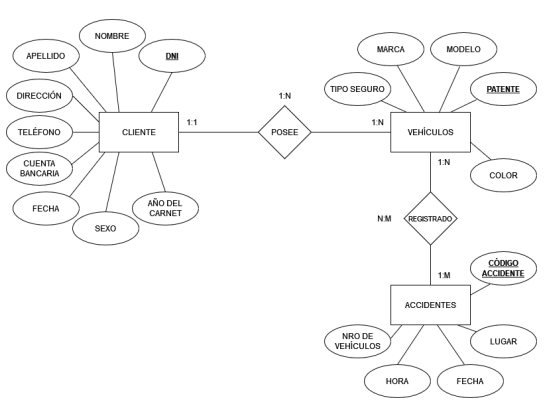 NOMBRE
APELLIDO
DNI
DIRECCIÓN
TELÉFONO
CUENTA
BANCARIA
FECHA
SEXO
AÑO DEL
CARNET
CLIENTE
1:1
1:N
POSEE
1:N
MARCA
MODELO
TIPO SEGURO
PATENTE
VEHÍCULOS
COLOR
1:N
N:M
REGISTRADO
1:M
CÓDIGO
ACCIDENTE
ACCIDENTES
NRO DE
VEHÍCULOS
LUGAR
HORA
FECHA